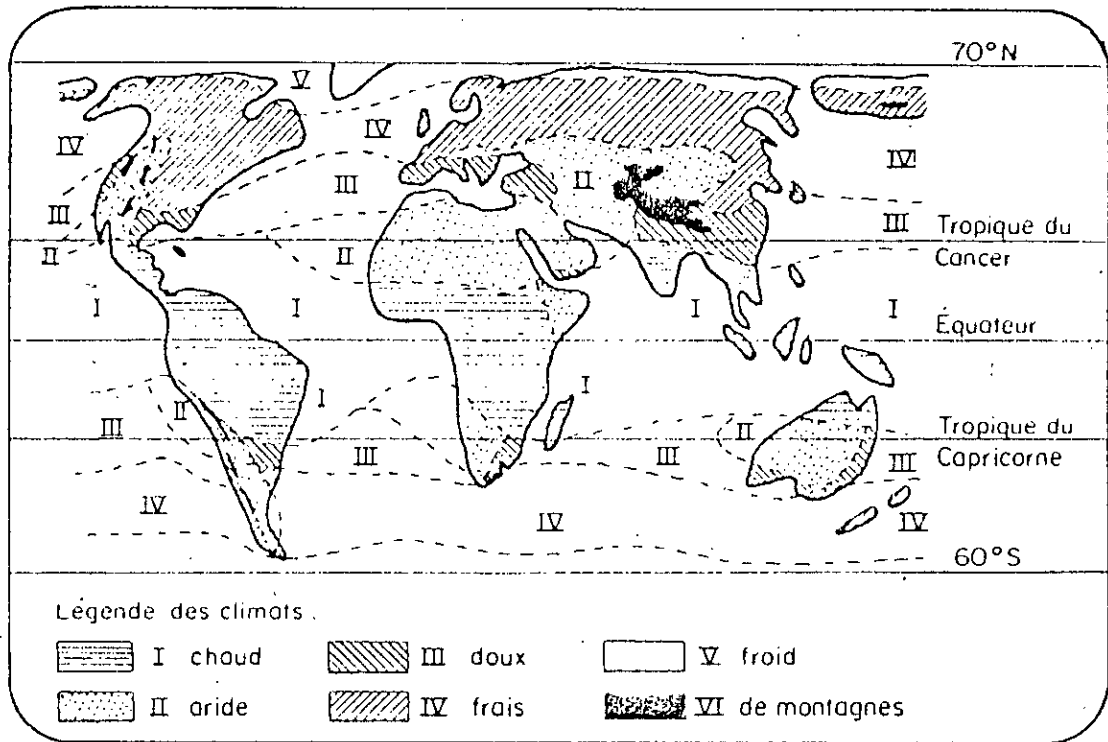 70°N
V
IV
IV
IV
III
III
II
III
Tropique du
Cancer
II
II
I
I
I
I
Équateur
I
I
II
III
III
III
II
III
Tropique du
Capricorne
IV
IV
IV
60°S
Légende des climats.
I chaud
III doux
V froid
II aride
IV frais
VI de montagnes